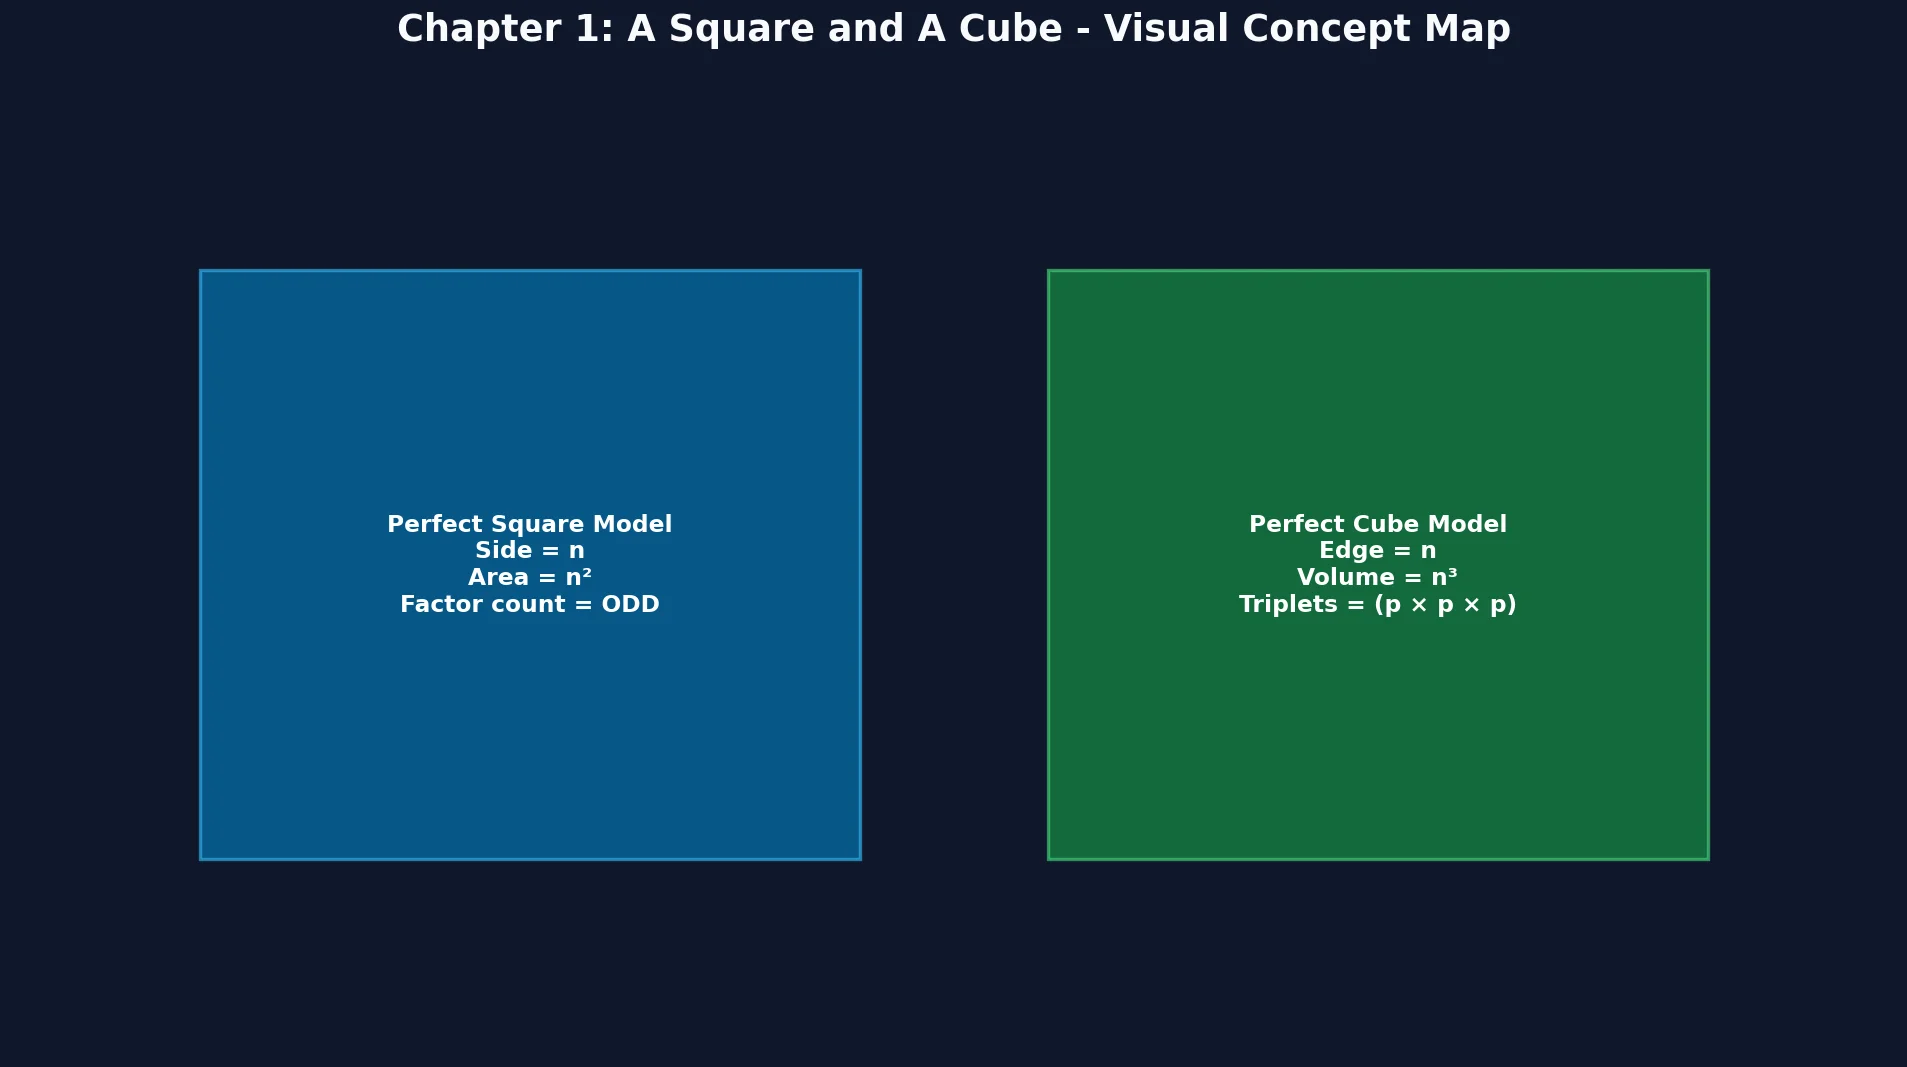 Chapter 1: A Square and A Cube - Visual Concept Map
Perfect Square Model
Side = n
Area = n²
Factor count = ODD
Perfect Cube Model
Edge = n
Volume = n³
Triplets = (p × p × p)